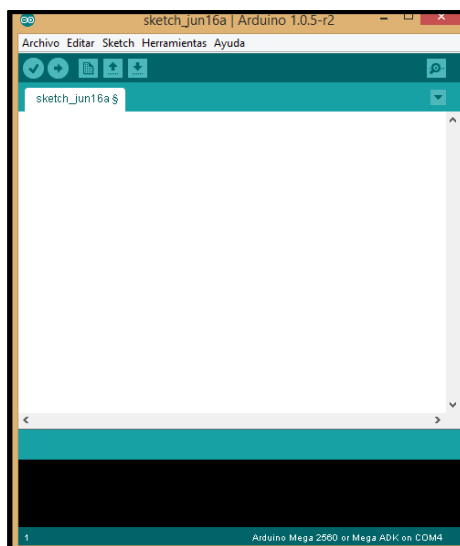 sketch_jun16a | Arduino 1.0.5-r2
Archivo Editar Sketch Herramientas Ayuda
sketch_jun16a §
1 Arduino Mega 2560 or Mega ADK on COM4